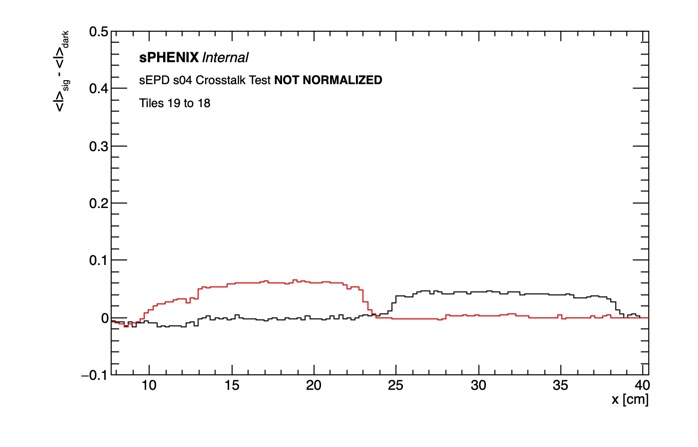 <I>sig - <I>dark
0.5
sPHENIX Internal
sEPD s04 Crosstalk Test NOT NORMALIZED
0.4
Tiles 19 to 18
0.3
0.2
0.1
0
−0.1
10 15 20 25 30 35 40
x [cm]